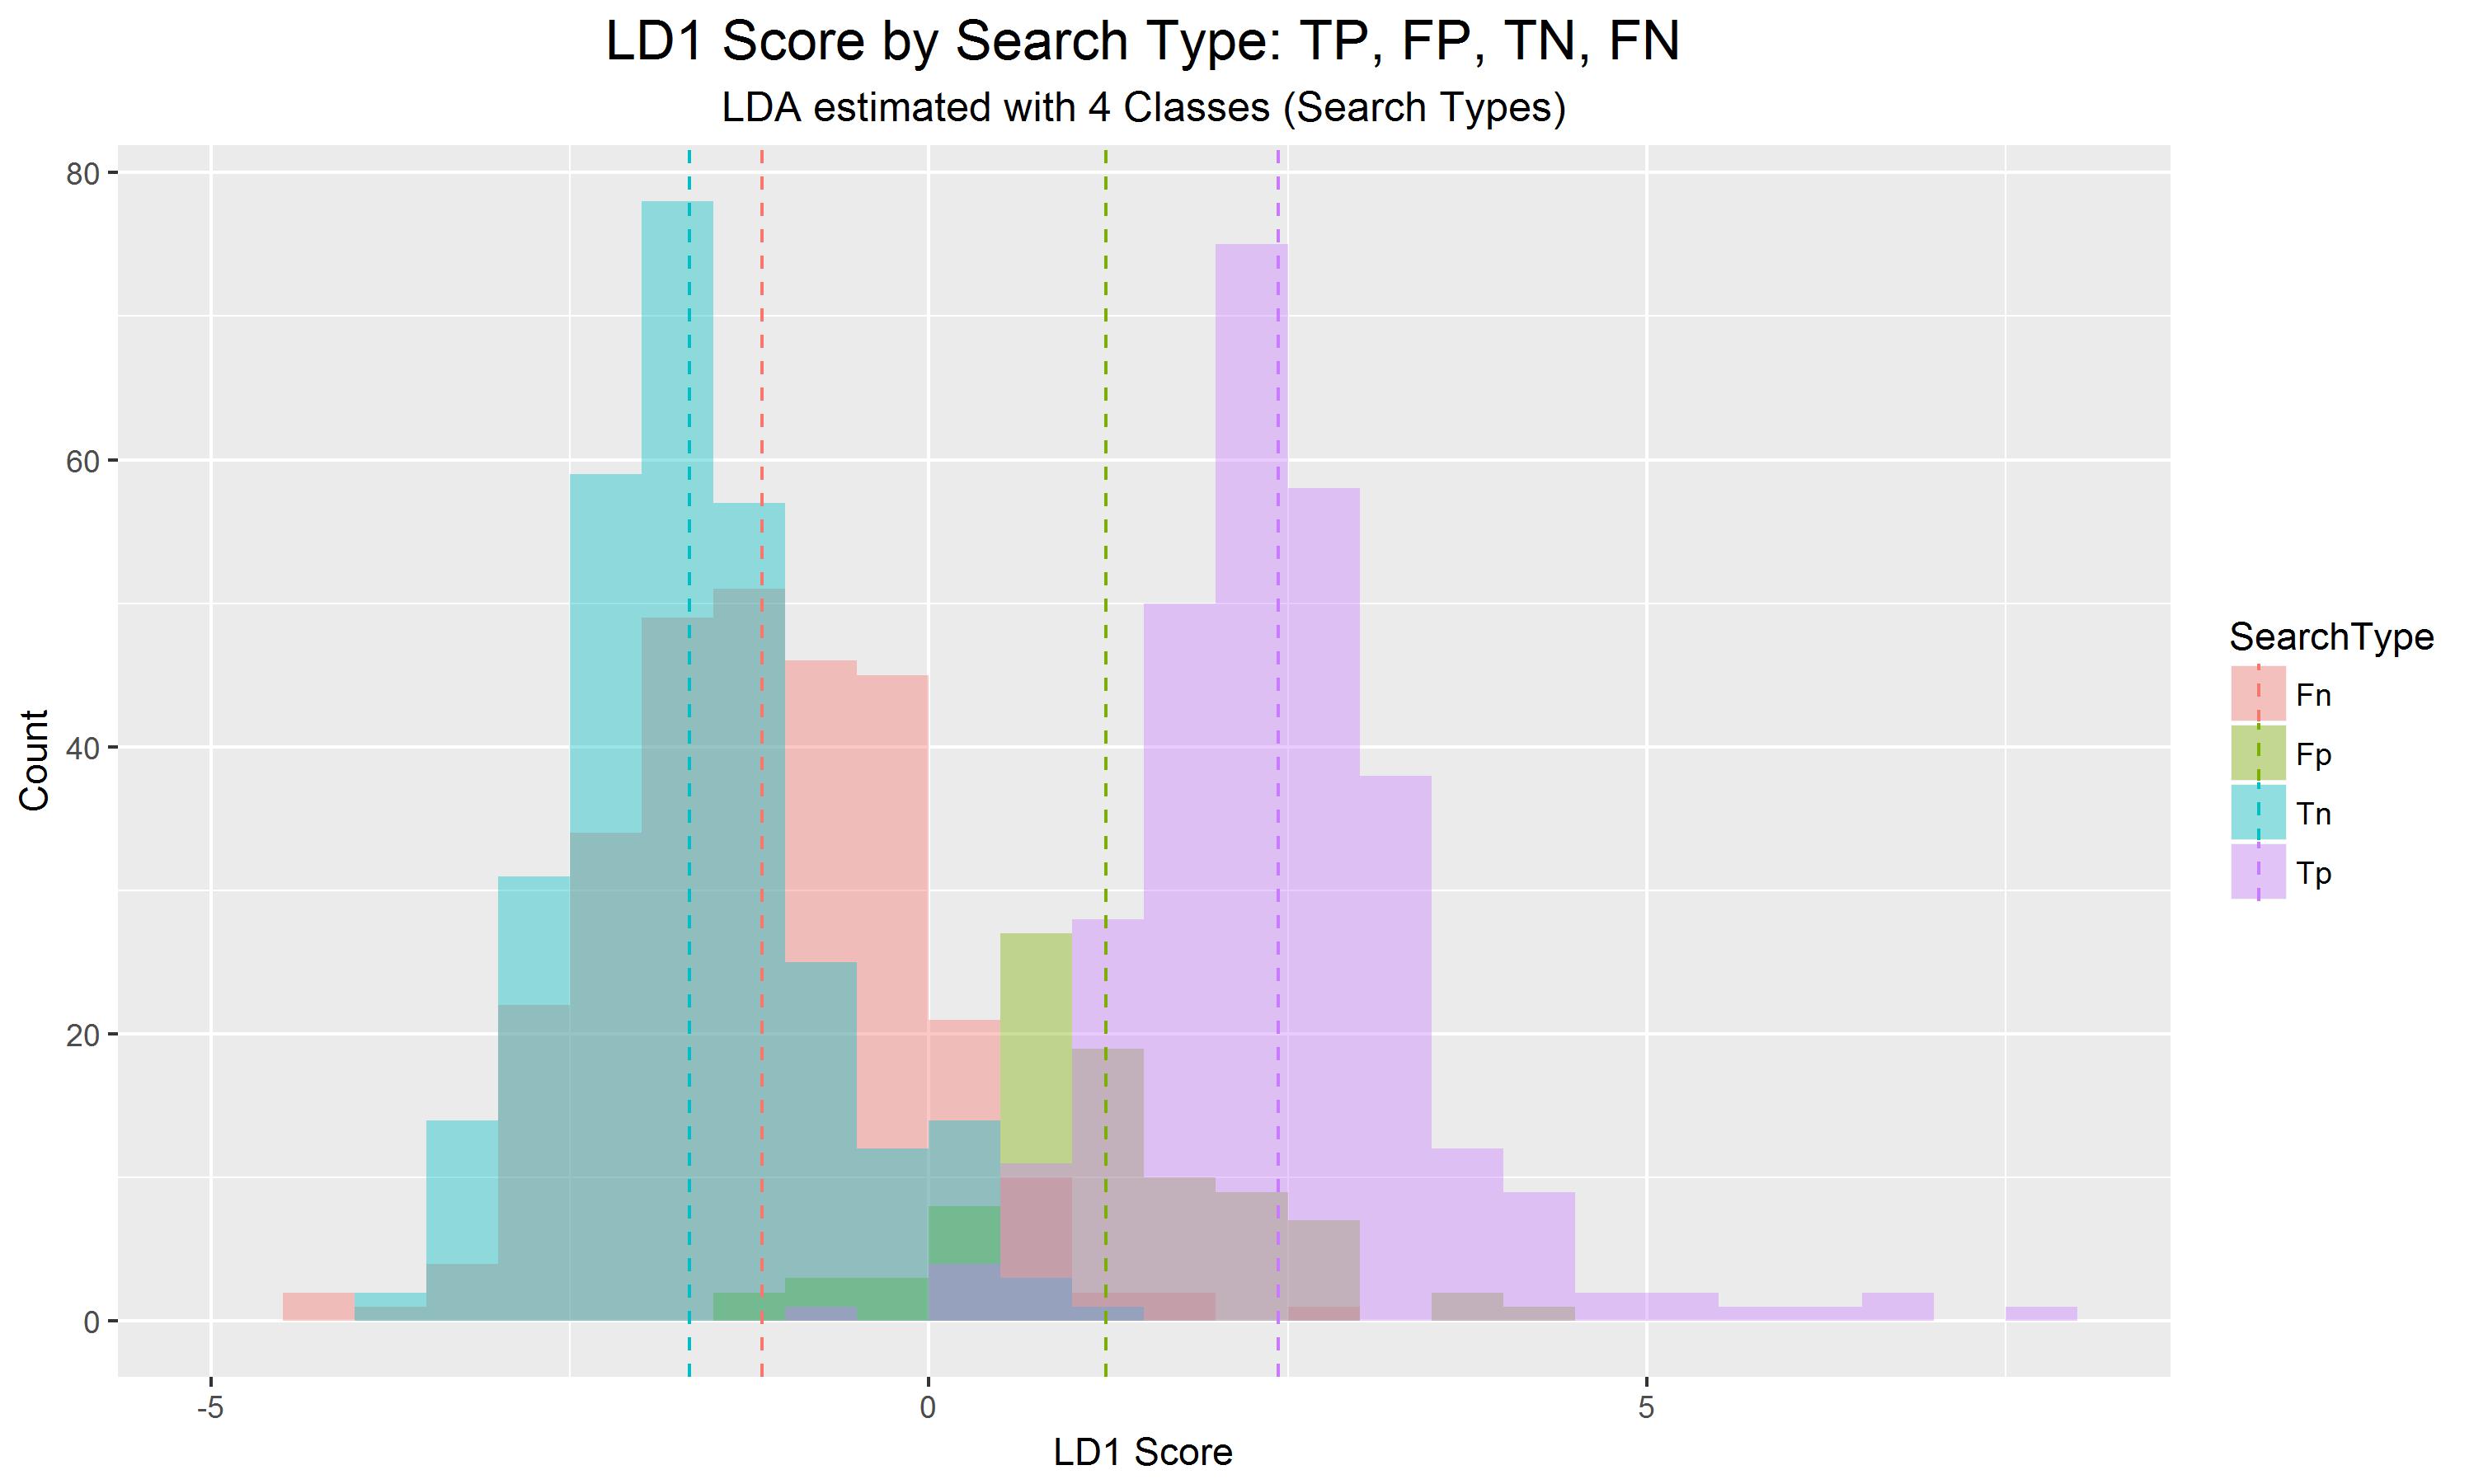 LD1 Score by Search Type: TP, FP, TN, FN
LDA estimated with 4 Classes (Search Types)
80
60
40
20
0
Count
-5
0
5
LD1 Score
SearchType
Fn
Fp
Tn
Tp